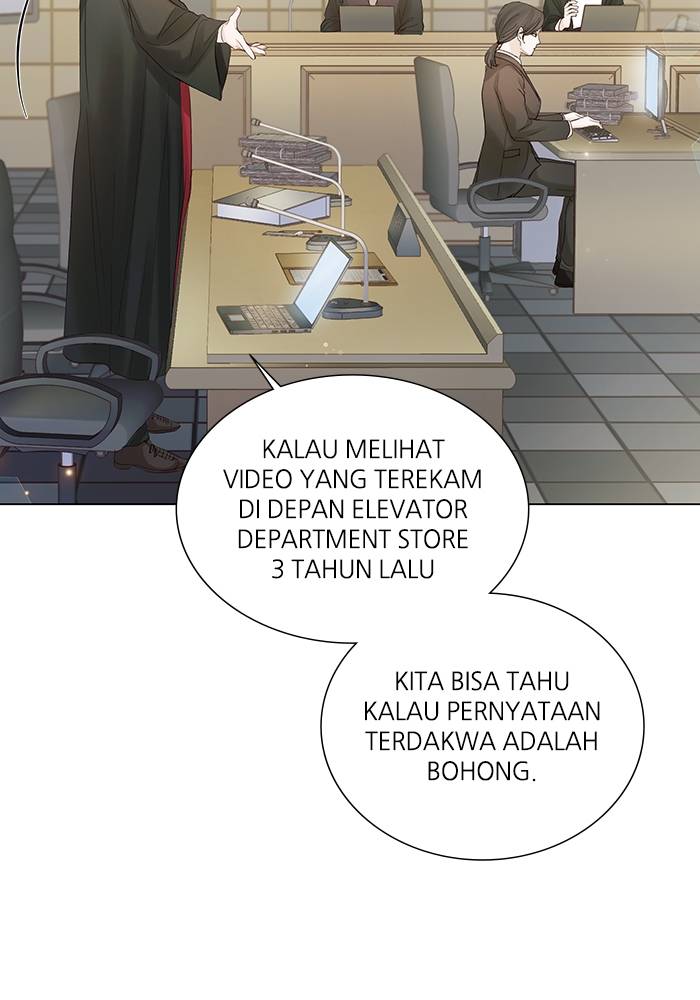 KALAU MELIHAT
VIDEO YANG TEREKAM
DI DEPAN ELEVATOR
DEPARTMENT STORE
3 TAHUN LALU
KITA BISA TAHU
KALAU PERNYATAAN
TERDAKWA ADALAH
BOHONG.